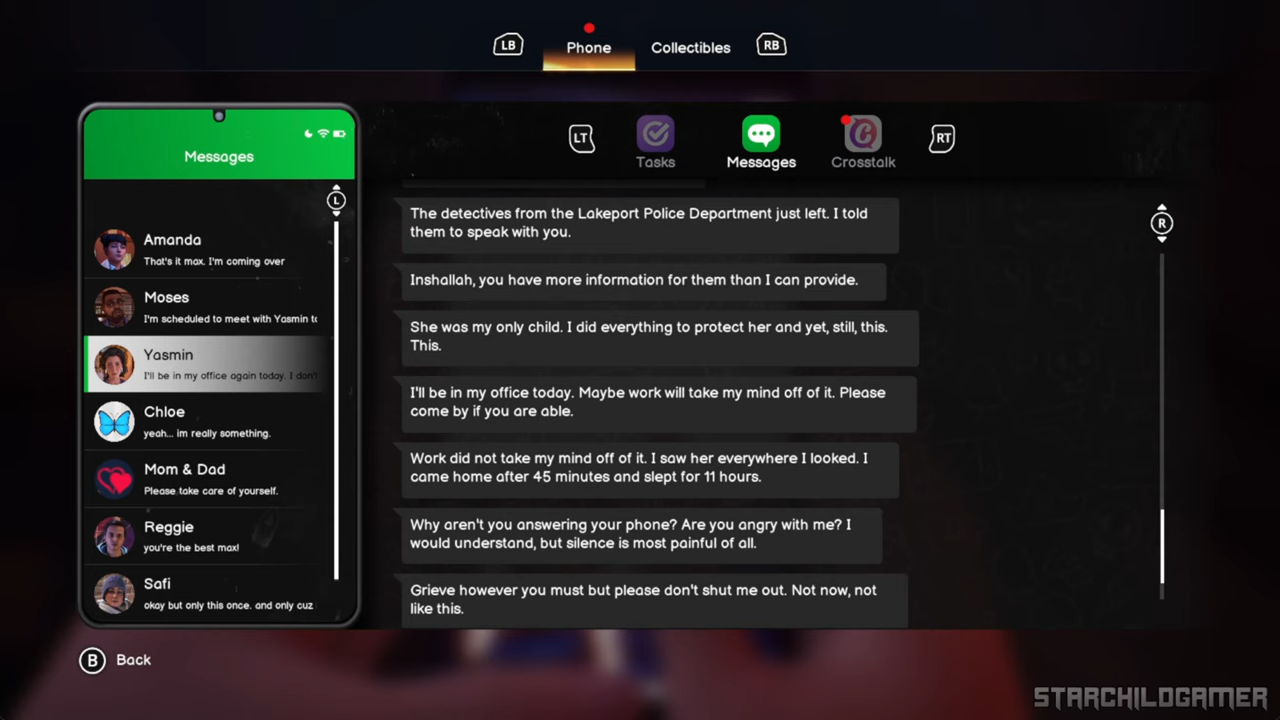 LB
Phone
Collectibles
RB
Messages
L
Amanda
That's it max. I'm coming over
Moses
I'm scheduled to meet with Yasmin to
Yasmin
I'll be in my office again today. I don't
Chloe
yeah... im really something.
Mom & Dad
Please take care of yourself.
Reggie
you're the best max!
Safi
okay but only this once. and only cuz
LT
Tasks
Messages
Crosstalk
RT
R
The detectives from the Lakeport Police Department just left. I told
them to speak with you.
Inshallah, you have more information for them than I can provide.
She was my only child. I did everything to protect her and yet, still, this.
This.
I'll be in my office today. Maybe work will take my mind off of it. Please
come by if you are able.
Work did not take my mind off of it. I saw her everywhere I looked. I
came home after 45 minutes and slept for 11 hours.
Why aren't you answering your phone? Are you angry with me? I
would understand, but silence is most painful of all.
Grieve however you must but please don't shut me out. Not now, not
like this.
B Back
STARCHILDGAMER